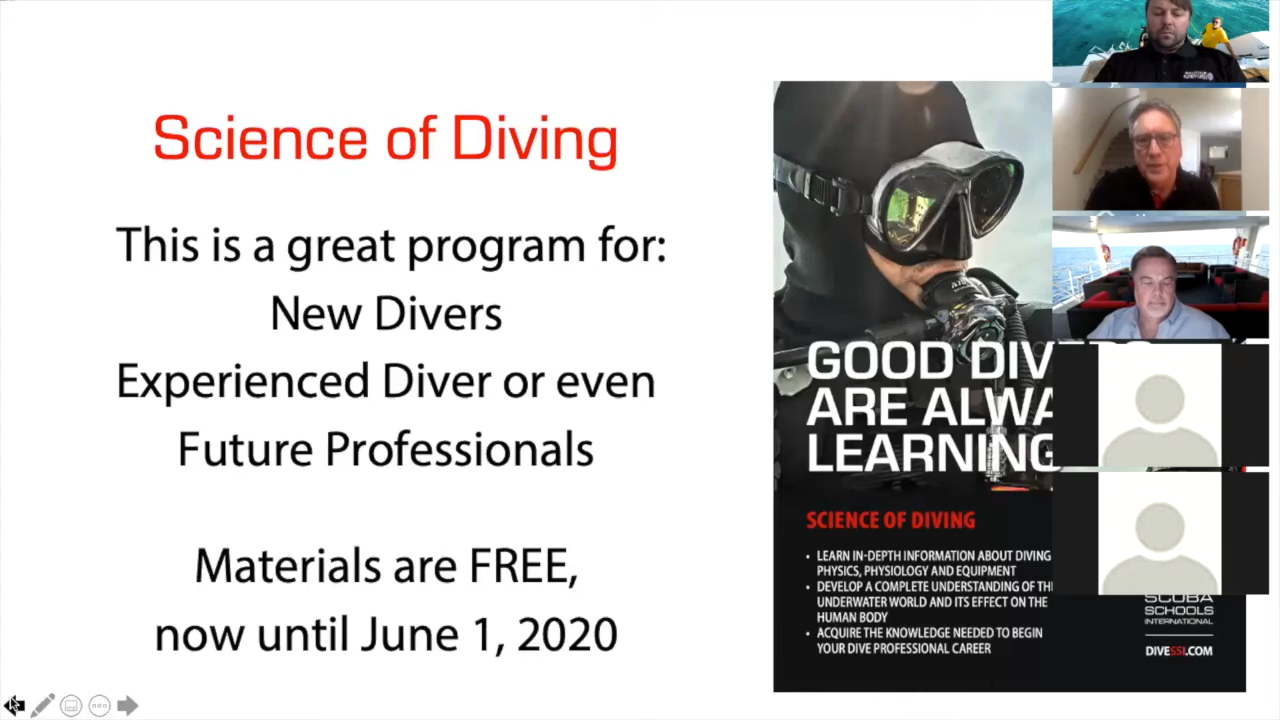 Science of Diving
This is a great program for:
New Divers
Experienced Diver or even
Future Professionals
Materials are FREE,
now until June 1, 2020
GOOD DIV
ARE ALWA
LEARNING
SCIENCE OF DIVING
• LEARN IN-DEPTH INFORMATION ABOUT DIVING
PHYSICS, PHYSIOLOGY AND EQUIPMENT
• DEVELOP A COMPLETE UNDERSTANDING OF TH
UNDERWATER WORLD AND ITS EFFECT ON THE
HUMAN BODY
• ACQUIRE THE KNOWLEDGE NEEDED TO BEGIN
YOUR DIVE PROFESSIONAL CAREER
SCUBA
SCHOOLS
INTERNATIONAL
DIVESSI.COM